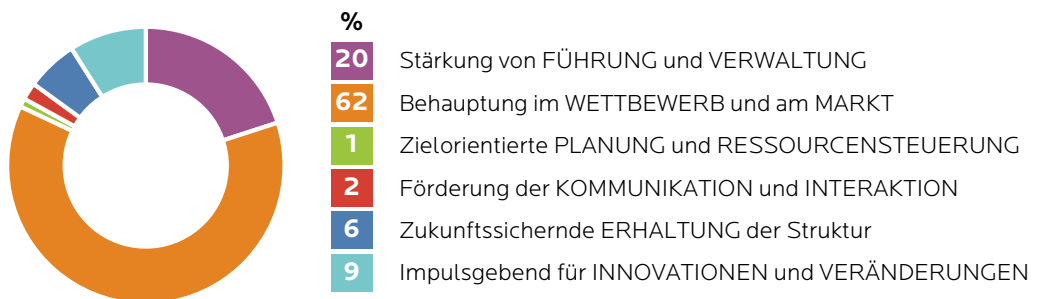 %
20 Stärkung von FÜHRUNG und VERWALTUNG
62 Behauptung im WETTBEWERB und am MARKT
1 Zielorientierte PLANUNG und RESSOURCENSTEUERUNG
2 Förderung der KOMMUNIKATION und INTERAKTION
6 Zukunftssichernde ERHALTUNG der Struktur
9 Impulsgebend für INNOVATIONEN und VERÄNDERUNGEN